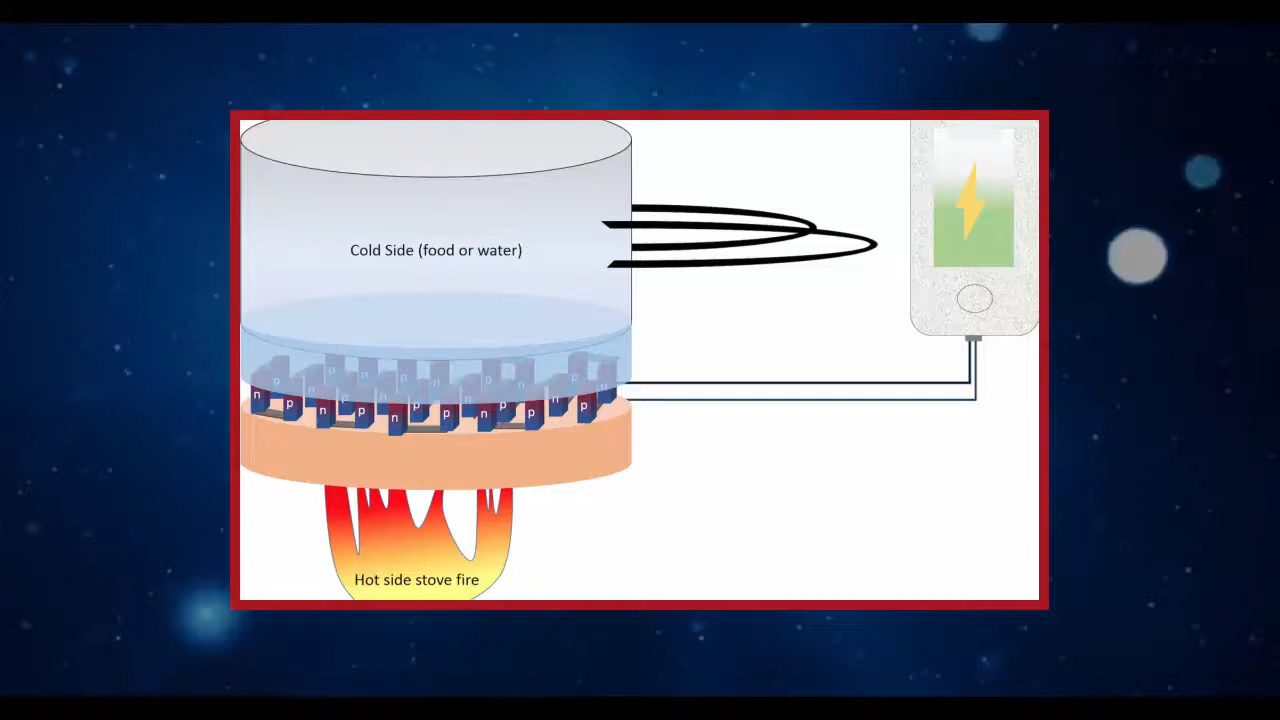 Cold Side (food or water)
p p t p p n p p n
n p n p n p n p n p n p n p n
Hot side stove fire